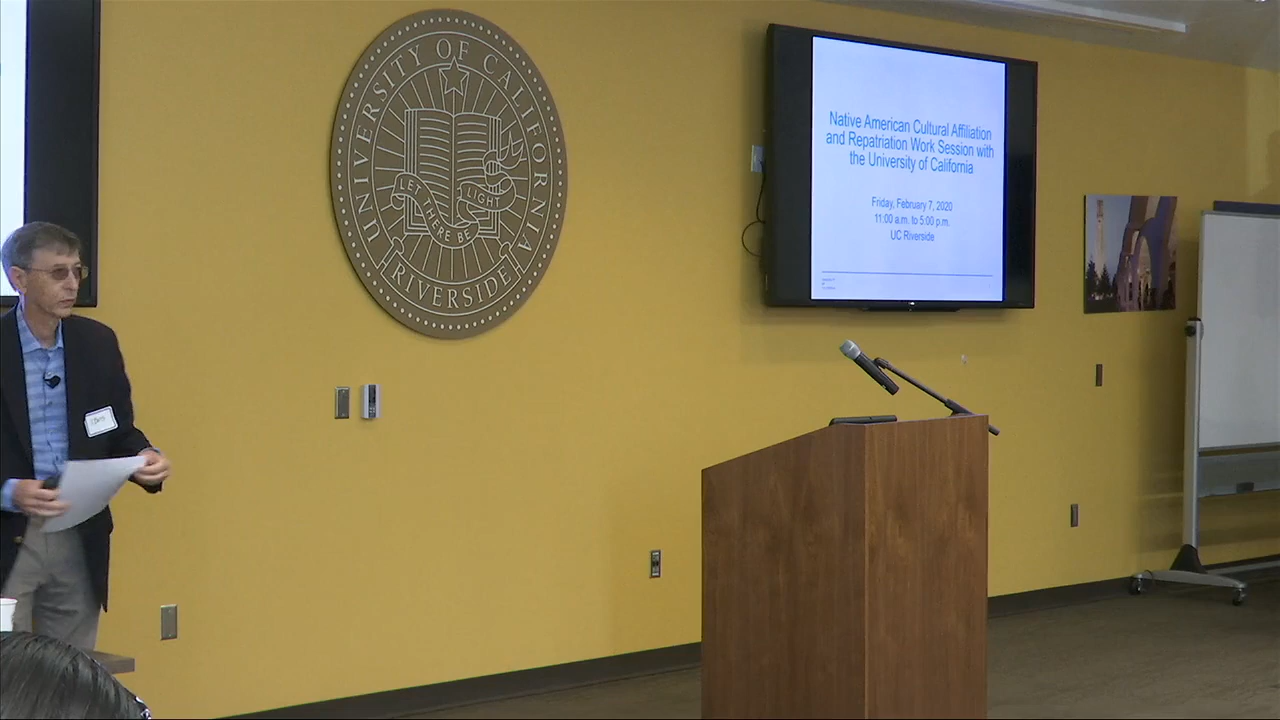 UNIVERSITY OF CALIFORNIA
LET THERE BE LIGHT
RIVERSIDE
Native American Cultural Affiliation
and Repatriation Work Session with
the University of California
Friday, February 7, 2020
11:00 a.m. to 5:00 p.m.
UC Riverside